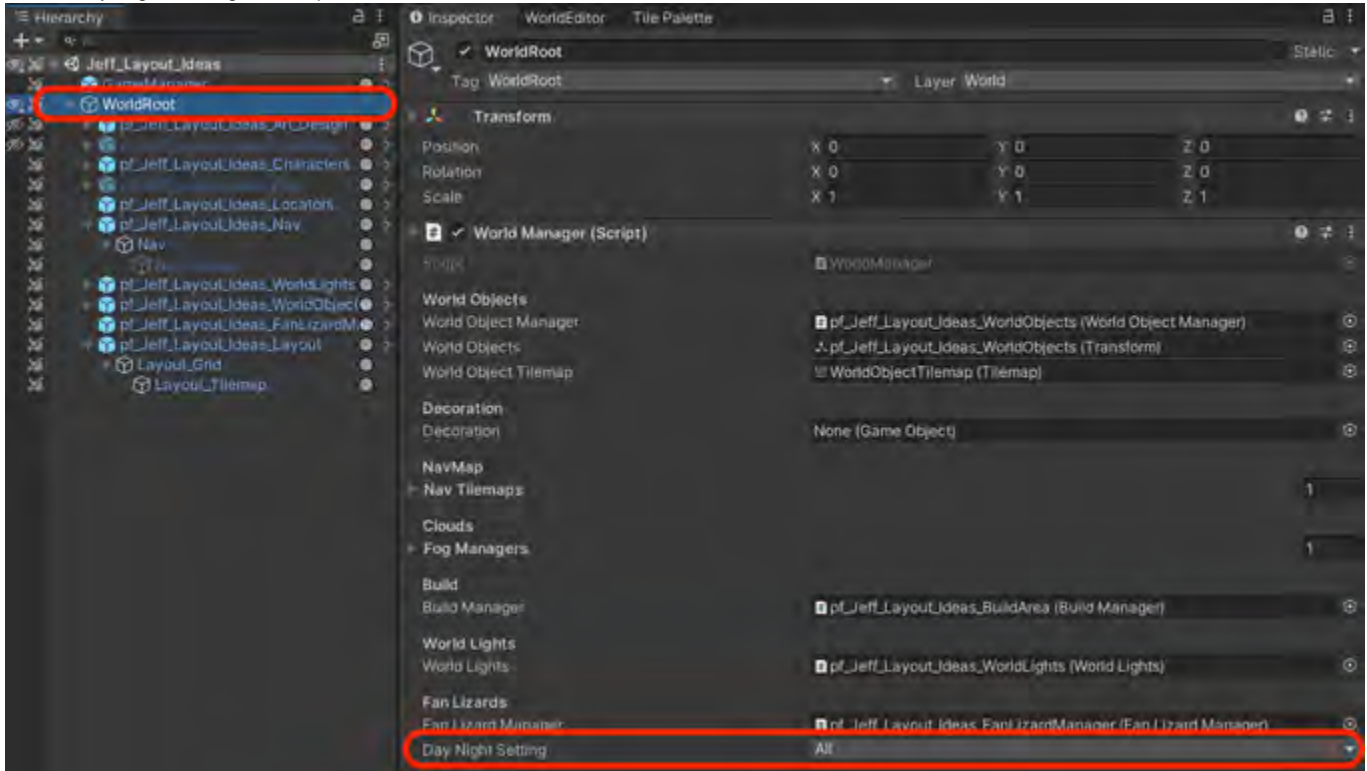 Hierarchy
Jeff_Layout_Ideas
GameManager
WorldRoot
pf_Jeff_Layout_Ideas_Art_Design
pf_Jeff_Layout_Ideas_Characters
pf_Jeff_Layout_Ideas_Locators
pf_Jeff_Layout_Ideas_Nav
Nav
pf_Jeff_Layout_Ideas_WorldLights
pf_Jeff_Layout_Ideas_WorldObjec
pf_Jeff_Layout_Ideas_FanLizardM
pf_Jeff_Layout_Ideas_Layout
Layout_Grid
Layout_Tilemap
Inspector WorldEditor Tile Palette
WorldRoot Static
Tag WorldRoot Layer World
Transform
Position X 0 Y 0 Z 0
Rotation X 0 Y 0 Z 0
Scale X 1 Y 1 Z 1
World Manager (Script)
Script WorldManager
World Objects
World Object Manager pf_Jeff_Layout_Ideas_WorldObjects (World Object Manager)
World Objects pf_Jeff_Layout_Ideas_WorldObjects (Transform)
World Object Tilemap WorldObjectTilemap (Tilemap)
Decoration
Decoration None (Game Object)
NavMap
Nav Tilemaps 1
Clouds
Fog Managers 1
Build
Build Manager pf_Jeff_Layout_Ideas_BuildArea (Build Manager)
World Lights
World Lights pf_Jeff_Layout_Ideas_WorldLights (World Lights)
Fan Lizards
Fan Lizard Manager pf_Jeff_Layout_Ideas_FanLizardManager (Fan Lizard Manager)
Day Night Setting All